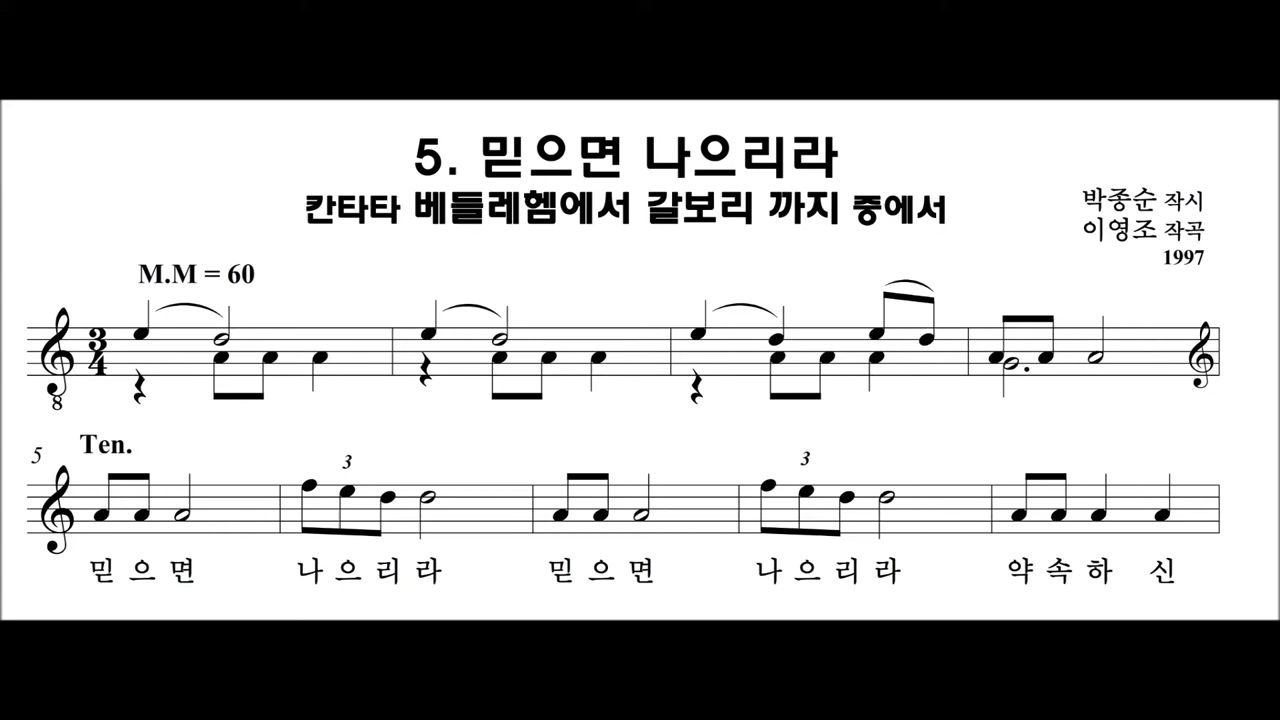 5. 믿으면 나으리라
칸타타 베들레헴에서 갈보리 까지 중에서
박종순 작시
이영조 작곡
1997
M.M = 60
3
4
8
5
Ten.
3
3
믿 으 면 나 으 리 라 믿 으 면 나 으 리 라 약 속 하 신